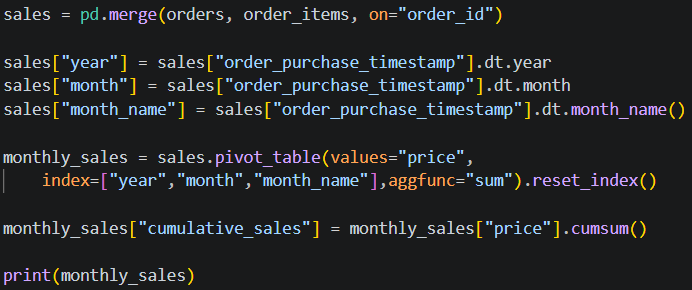 sales = pd.merge(orders, order_items, on="order_id")
sales["year"] = sales["order_purchase_timestamp"].dt.year
sales["month"] = sales["order_purchase_timestamp"].dt.month
sales["month_name"] = sales["order_purchase_timestamp"].dt.month_name()
monthly_sales = sales.pivot_table(values="price",
    index=["year","month","month_name"],aggfunc="sum").reset_index()
monthly_sales["cumulative_sales"] = monthly_sales["price"].cumsum()
print(monthly_sales)